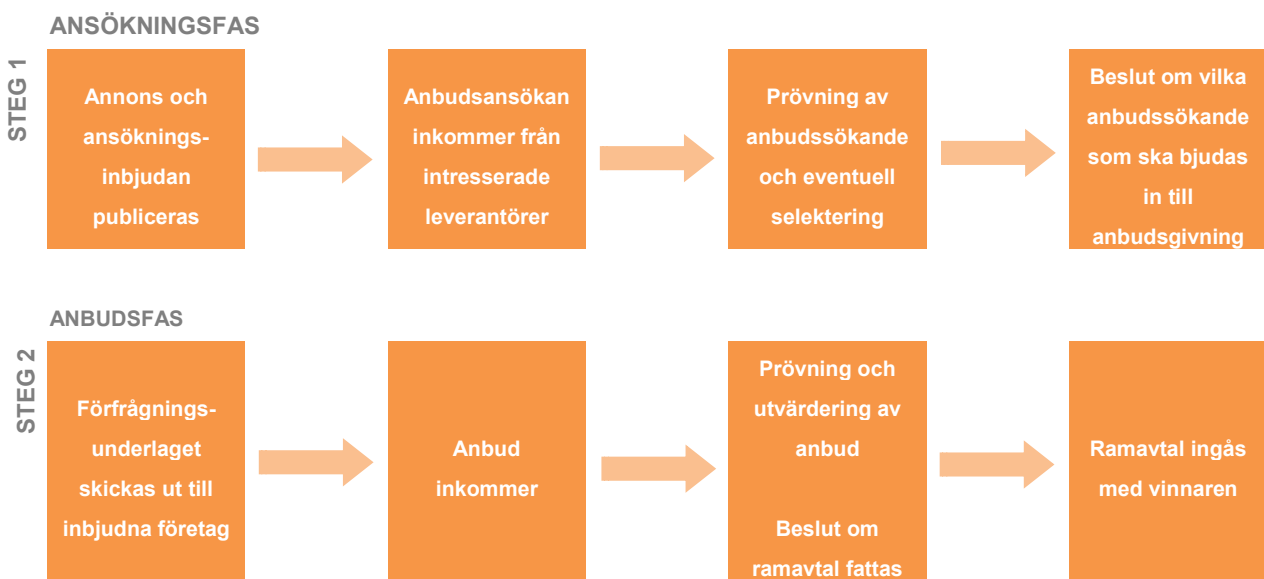 ANSÖKNINGSFAS
STEG 1
Annons och
ansöknings-
inbjudan
publiceras
Anbudsansökan
inkommer från
intresserade
leverantörer
Prövning av
anbudssökande
och eventuell
selektering
Beslut om vilka
anbudssökande
som ska bjudas
in till
anbudsgivning
ANBUDSFAS
STEG 2
Förfrågnings-
underlaget
skickas ut till
inbjudna företag
Anbud
inkommer
Prövning och
utvärdering av
anbud
Beslut om
ramavtal fattas
Ramavtal ingås
med vinnaren